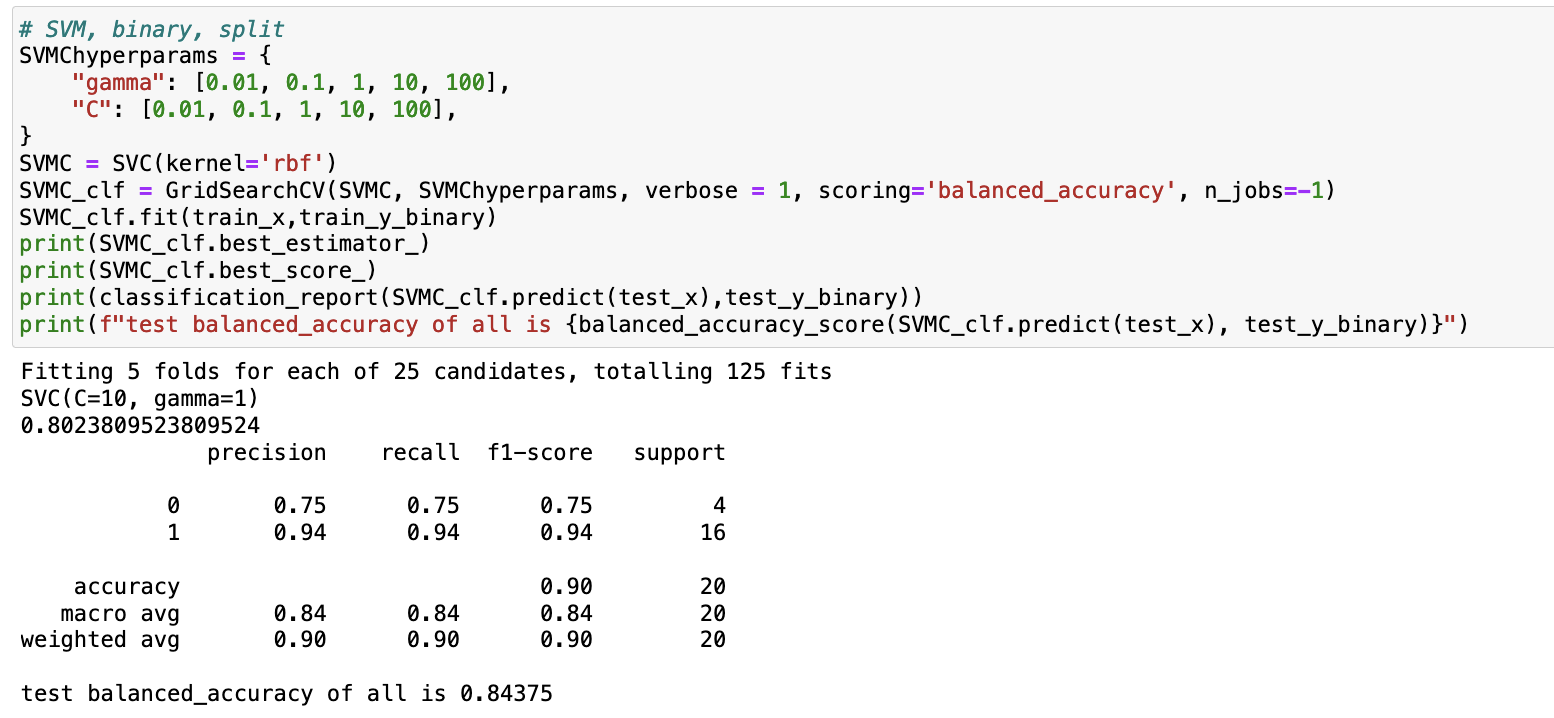 # SVM, binary, split
SVMChyperparams = {
    "gamma": [0.01, 0.1, 1, 10, 100],
    "C": [0.01, 0.1, 1, 10, 100],
}
SVMC = SVC(kernel='rbf')
SVMC_clf = GridSearchCV(SVMC, SVMChyperparams, verbose = 1, scoring='balanced_accuracy', n_jobs=-1)
SVMC_clf.fit(train_x,train_y_binary)
print(SVMC_clf.best_estimator_)
print(SVMC_clf.best_score_)
print(classification_report(SVMC_clf.predict(test_x),test_y_binary))
print(f"test balanced_accuracy of all is {balanced_accuracy_score(SVMC_clf.predict(test_x), test_y_binary)}")
Fitting 5 folds for each of 25 candidates, totalling 125 fits
SVC(C=10, gamma=1)
0.8023809523809524
              precision    recall  f1-score   support
           0       0.75      0.75      0.75         4
           1       0.94      0.94      0.94        16
    accuracy                           0.90        20
   macro avg       0.84      0.84      0.84        20
weighted avg       0.90      0.90      0.90        20
test balanced_accuracy of all is 0.84375